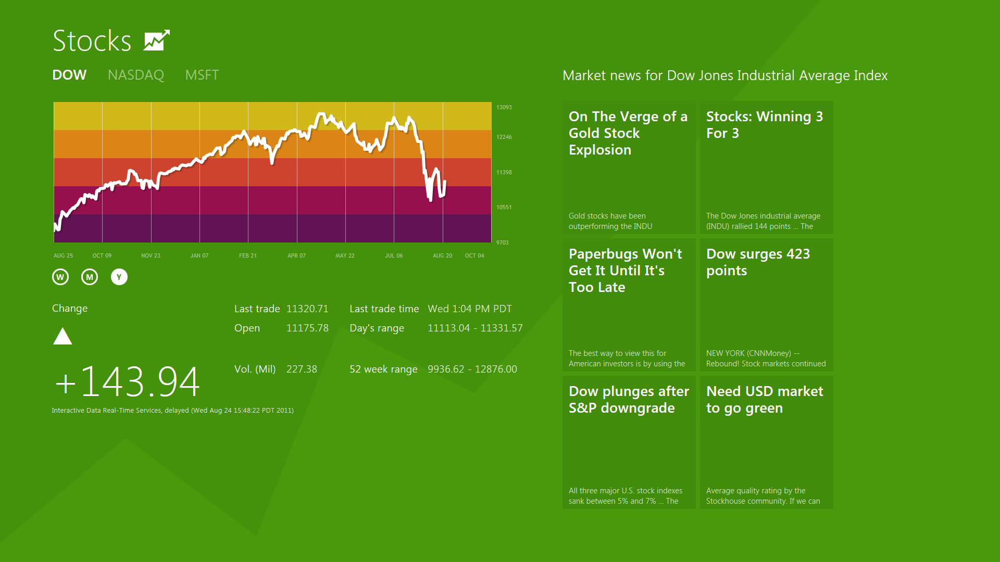 Stocks
DOW NASDAQ MSFT
13093
12246
11398
10551
9703
AUG 25 OCT 09 NOV 23 JAN 07 FEB 21 APR 07 MAY 22 JUL 06 AUG 20 OCT 04
W M Y
Change
+143.94
Last trade 11320.71 Last trade time Wed 1:04 PM PDT
Open 11175.78 Day's range 11113.04 - 11331.57
Vol. (Mil) 227.38 52 week range 9936.62 - 12876.00
Interactive Data Real-Time Services, delayed (Wed Aug 24 15:48:22 PDT 2011)
Market news for Dow Jones Industrial Average Index
On The Verge of a
Gold Stock
Explosion
Gold stocks have been
outperforming the INDU
Stocks: Winning 3
For 3
The Dow Jones industrial average
(INDU) rallied 144 points ... The
Paperbugs Won't
Get It Until It's
Too Late
The best way to view this for
American investors is by using the
Dow surges 423
points
NEW YORK (CNNMoney) --
Rebound! Stock markets continued
Dow plunges after
S&P downgrade
All three major U.S. stock indexes
sank between 5% and 7% ... The
Need USD market
to go green
Average quality rating by the
Stockhouse community. If we can